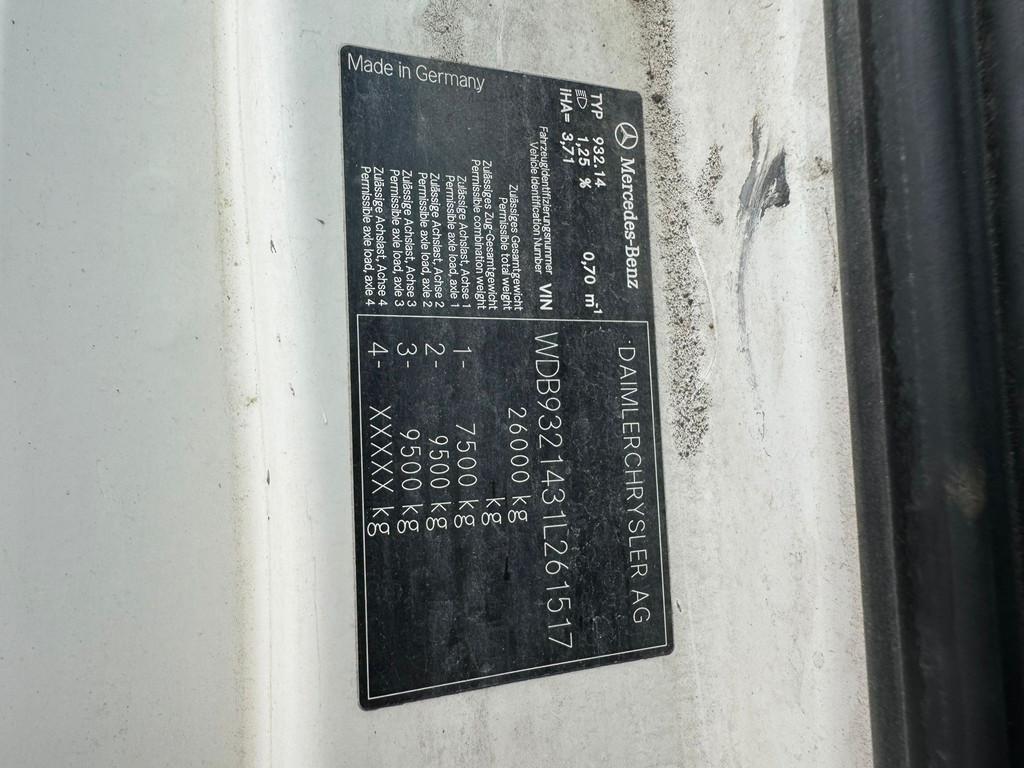 Mercedes-Benz
DAIMLERCHRYSLER AG
TYP 932.14
1,25 %
0,70 m¹
IHA= 3,71
Fahrzeugidentifizierungsnummer
Vehicle Identification Number VIN WDB9321431L261517
Zulässiges Gesamtgewicht
Permissible total weight 26000 kg
Zulässiges Zug-Gesamtgewicht
Permissible combination weight kg
Zulässige Achslast, Achse 1
Permissible axle load, axle 1 1- 7500 kg
Zulässige Achslast, Achse 2
Permissible axle load, axle 2 2- 9500 kg
Zulässige Achslast, Achse 3
Permissible axle load, axle 3 3- 9500 kg
Zulässige Achslast, Achse 4
Permissible axle load, axle 4 4- XXXXX kg
Made in Germany